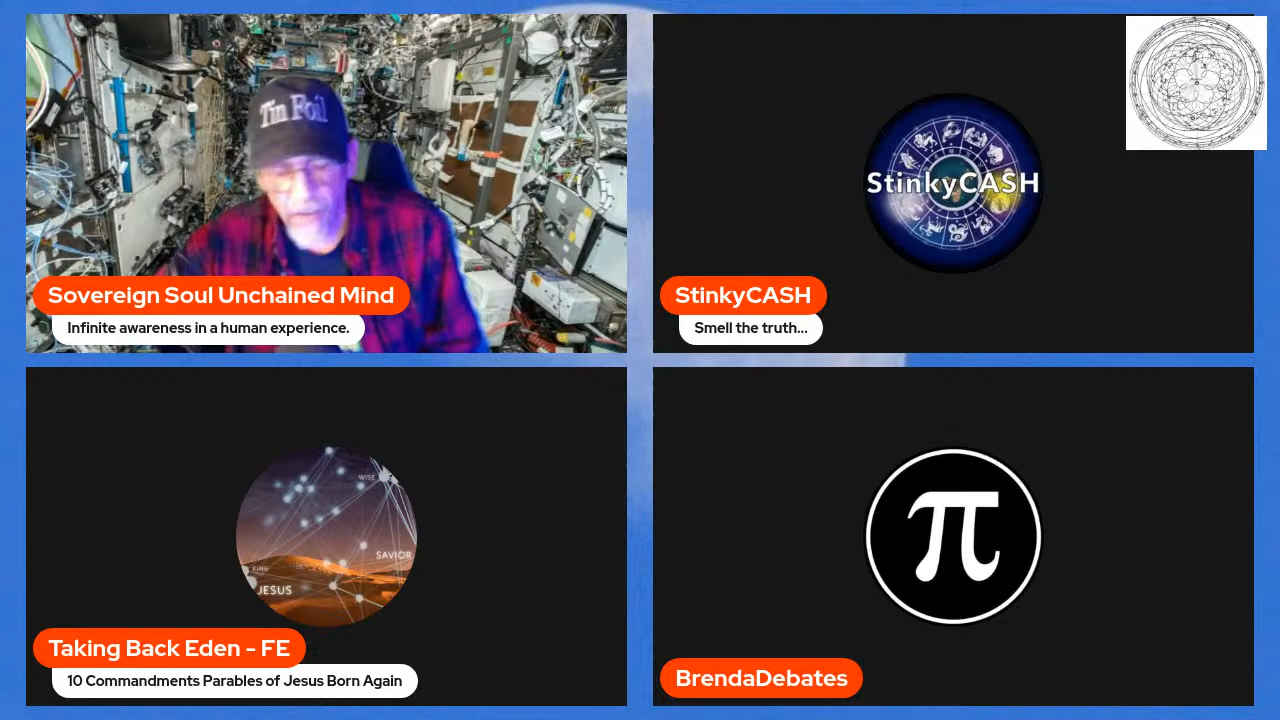 Tin Foil
Sovereign Soul Unchained Mind
Infinite awareness in a human experience.
StinkyCASH
StinkyCASH
Smell the truth...
WISE
SAVIOR
KING
JESUS
Taking Back Eden - FE
10 Commandments Parables of Jesus Born Again
π
BrendaDebates